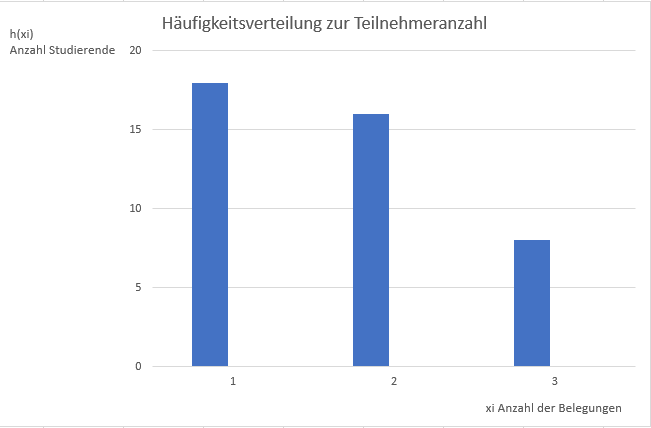 Häufigkeitsverteilung zur Teilnehmeranzahl
h(xi)
Anzahl Studierende
20
15
10
5
0
1 2 3
xi Anzahl der Belegungen